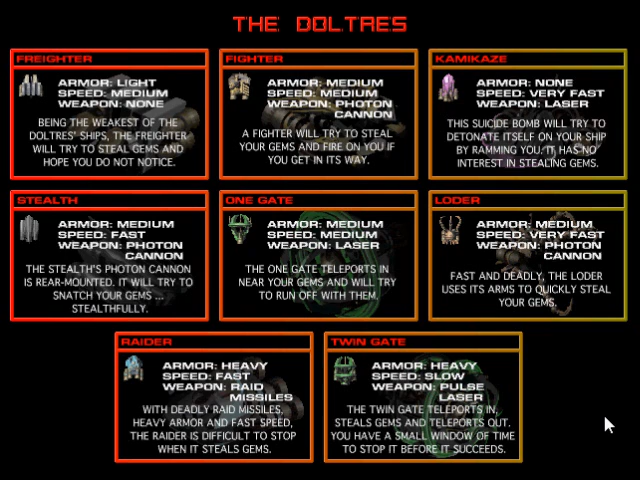 THE DOLTRES
FREIGHTER
ARMOR: LIGHT
SPEED: MEDIUM
WEAPON: NONE
BEING THE WEAKEST OF THE
DOLTRES' SHIPS, THE FREIGHTER
WILL TRY TO STEAL GEMS AND
HOPE YOU DO NOT NOTICE.
FIGHTER
ARMOR: MEDIUM
SPEED: MEDIUM
WEAPON: PHOTON
CANNON
A FIGHTER WILL TRY TO STEAL
YOUR GEMS AND FIRE ON YOU IF
YOU GET IN ITS WAY.
KAMIKAZE
ARMOR: NONE
SPEED: VERY FAST
WEAPON: LASER
THIS SUICIDE BOMB WILL TRY TO
DETONATE ITSELF ON YOUR SHIP
BY RAMMING YOU. IT HAS NO
INTEREST IN STEALING GEMS.
STEALTH
ARMOR: MEDIUM
SPEED: FAST
WEAPON: PHOTON
CANNON
THE STEALTH'S PHOTON CANNON
IS REAR-MOUNTED. IT WILL TRY TO
SNATCH YOUR GEMS ...
STEALTHFULLY.
ONE GATE
ARMOR: MEDIUM
SPEED: MEDIUM
WEAPON: LASER
THE ONE GATE TELEPORTS IN
NEAR YOUR GEMS AND WILL TRY
TO RUN OFF WITH THEM.
LODER
ARMOR: MEDIUM
SPEED: VERY FAST
WEAPON: PHOTON
CANNON
FAST AND DEADLY, THE LODER
USES ITS ARMS TO QUICKLY STEAL
YOUR GEMS.
RAIDER
ARMOR: HEAVY
SPEED: FAST
WEAPON: RAID
MISSILES
WITH DEADLY RAID MISSILES,
HEAVY ARMOR AND FAST SPEED,
THE RAIDER IS DIFFICULT TO STOP
WHEN IT STEALS GEMS.
TWIN GATE
ARMOR: HEAVY
SPEED: SLOW
WEAPON: PULSE
LASER
THE TWIN GATE TELEPORTS IN,
STEALS GEMS AND TELEPORTS OUT.
YOU HAVE A SMALL WINDOW OF TIME
TO STOP IT BEFORE IT SUCCEEDS.